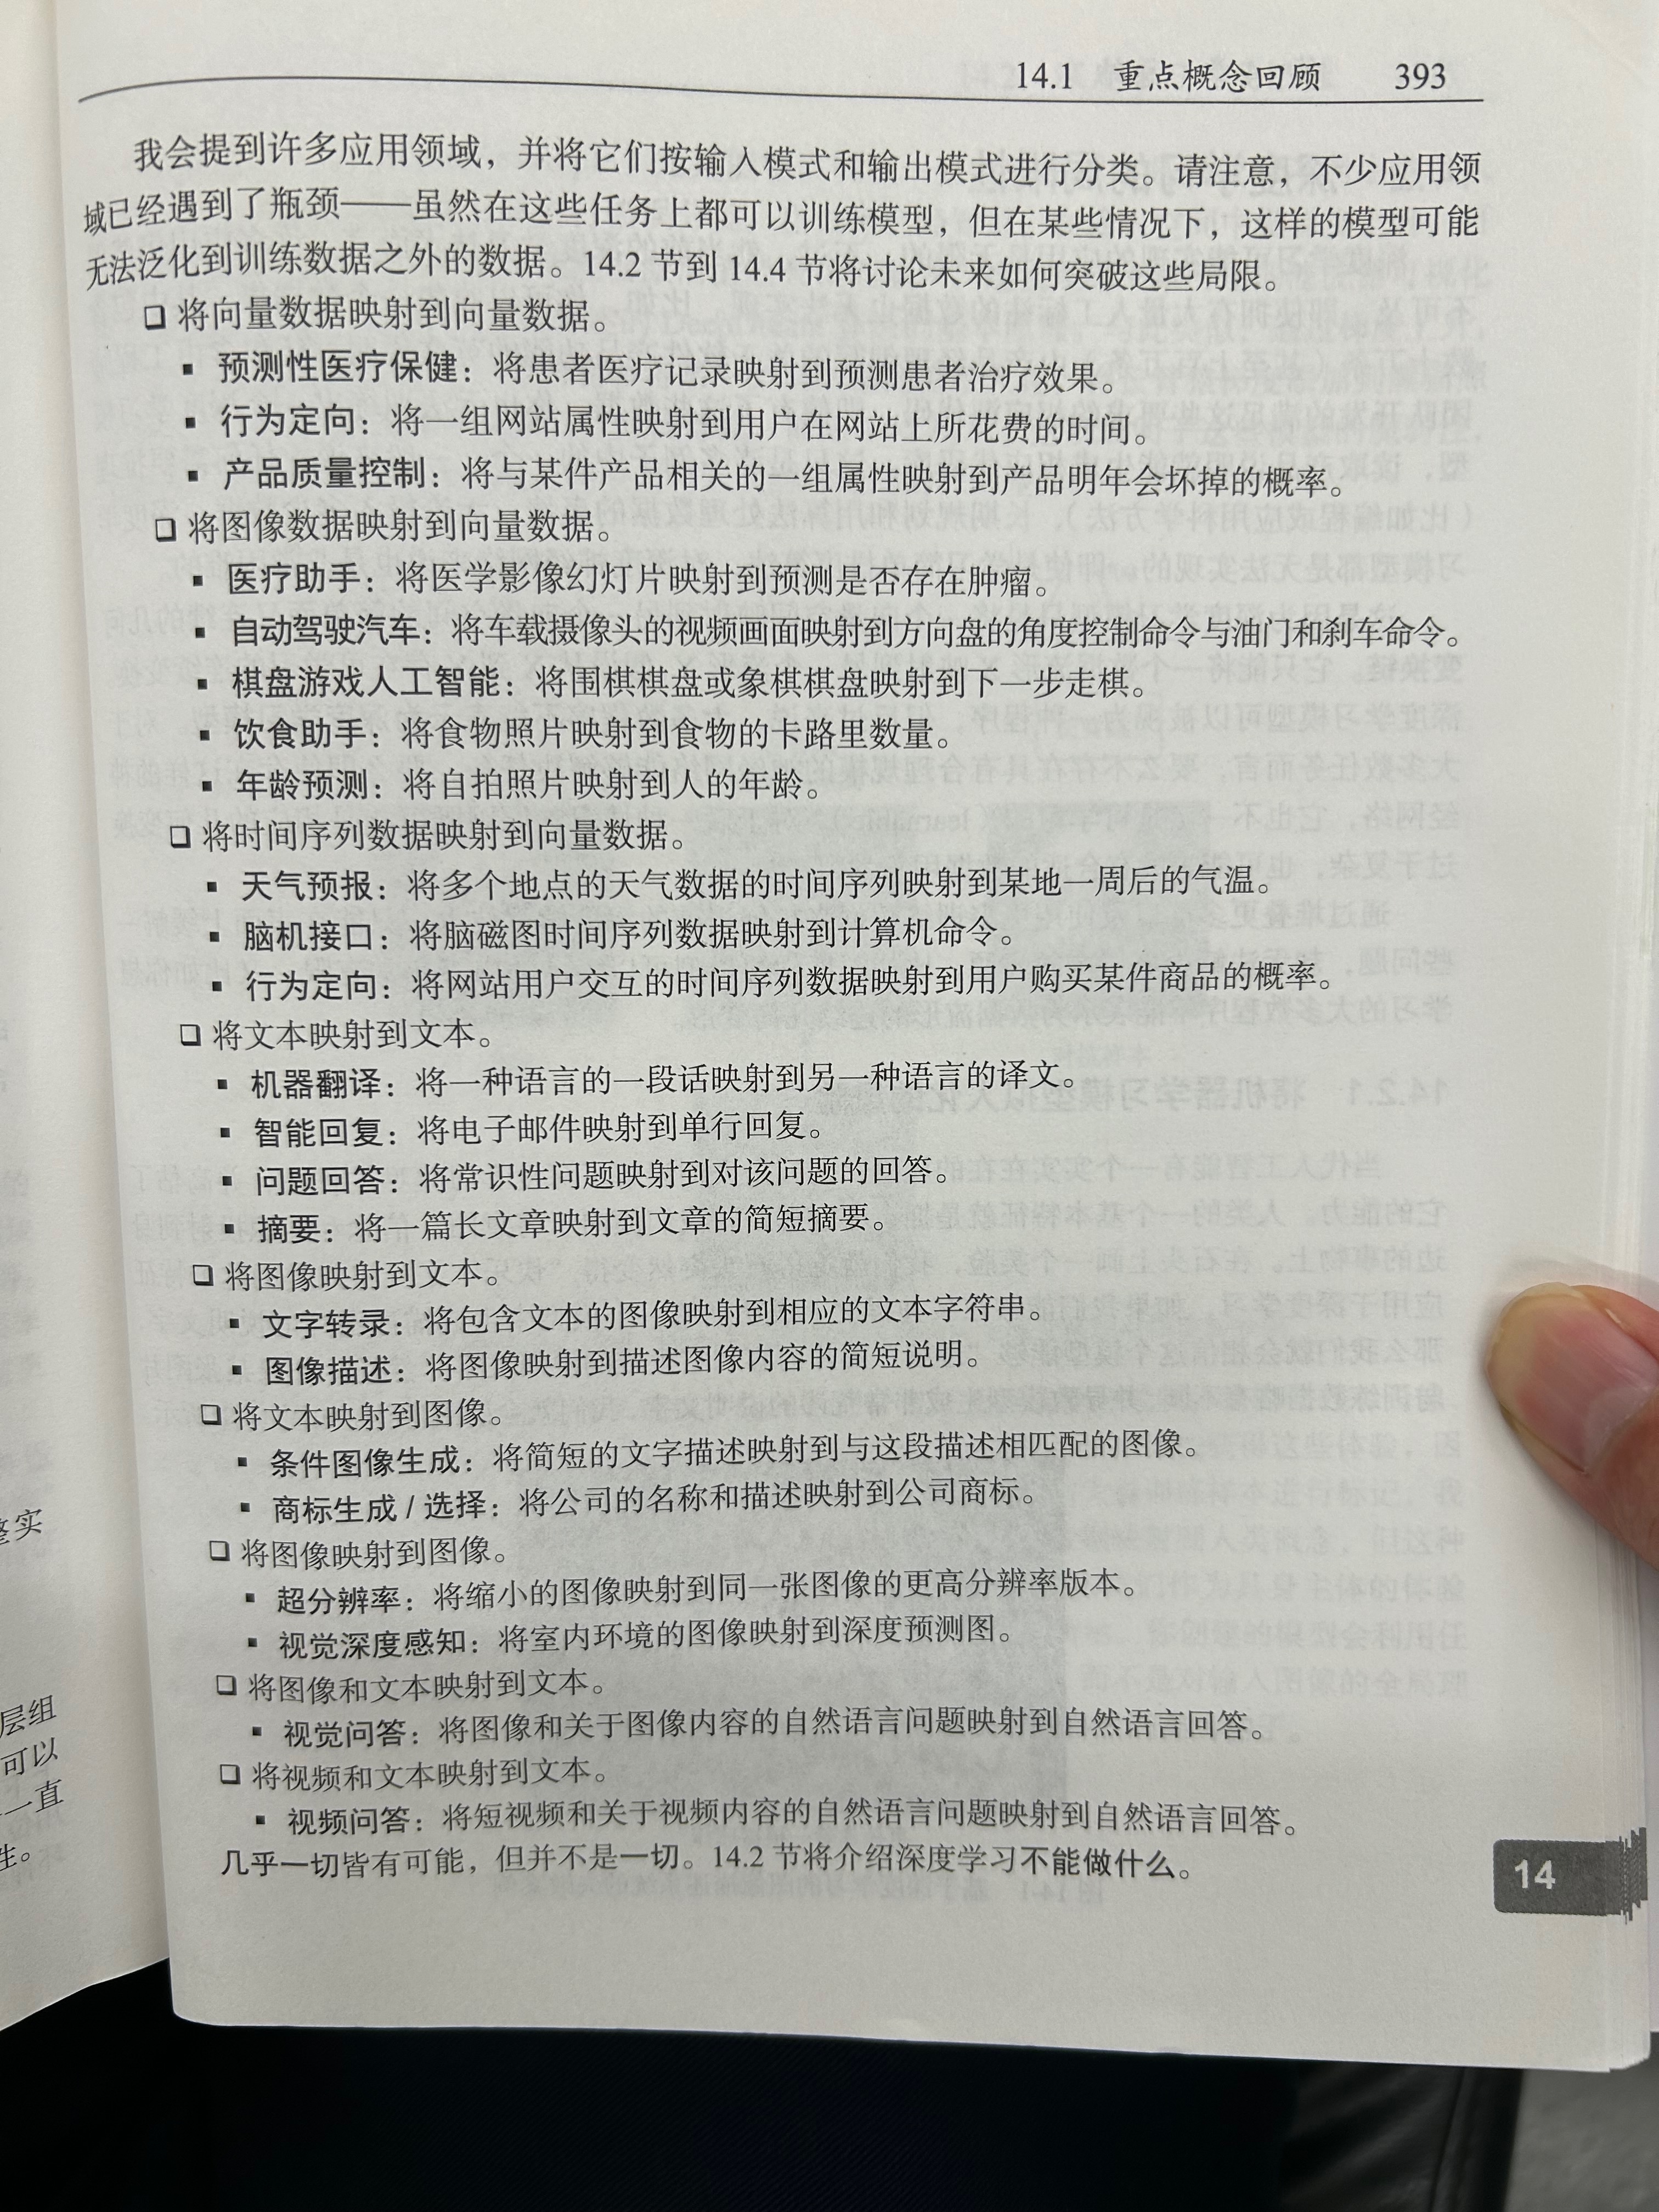 14.1 重点概念回顾 393
我会提到许多应用领域，并将它们按输入模式和输出模式进行分类。请注意，不少应用领
域已经遇到了瓶颈——虽然在这些任务上都可以训练模型，但在某些情况下，这样的模型可能
无法泛化到训练数据之外的数据。14.2 节到 14.4 节将讨论未来如何突破这些局限。
❑ 将向量数据映射到向量数据。
▪ 预测性医疗保健：将患者医疗记录映射到预测患者治疗效果。
▪ 行为定向：将一组网站属性映射到用户在网站上所花费的时间。
▪ 产品质量控制：将与某件产品相关的一组属性映射到产品明年会坏掉的概率。
❑ 将图像数据映射到向量数据。
▪ 医疗助手：将医学影像幻灯片映射到预测是否存在肿瘤。
▪ 自动驾驶汽车：将车载摄像头的视频画面映射到方向盘的角度控制命令与油门和刹车命令。
▪ 棋盘游戏人工智能：将围棋棋盘或象棋棋盘映射到下一步走棋。
▪ 饮食助手：将食物照片映射到食物的卡路里数量。
▪ 年龄预测：将自拍照片映射到人的年龄。
❑ 将时间序列数据映射到向量数据。
▪ 天气预报：将多个地点的天气数据的时间序列映射到某地一周后的气温。
▪ 脑机接口：将脑磁图时间序列数据映射到计算机命令。
▪ 行为定向：将网站用户交互的时间序列数据映射到用户购买某件商品的概率。
❑ 将文本映射到文本。
▪ 机器翻译：将一种语言的一段话映射到另一种语言的译文。
▪ 智能回复：将电子邮件映射到单行回复。
▪ 问题回答：将常识性问题映射到对该问题的回答。
▪ 摘要：将一篇长文章映射到文章的简短摘要。
❑ 将图像映射到文本。
▪ 文字转录：将包含文本的图像映射到相应的文本字符串。
▪ 图像描述：将图像映射到描述图像内容的简短说明。
❑ 将文本映射到图像。
▪ 条件图像生成：将简短的文字描述映射到与这段描述相匹配的图像。
▪ 商标生成 / 选择：将公司的名称和描述映射到公司商标。
❑ 将图像映射到图像。
▪ 超分辨率：将缩小的图像映射到同一张图像的更高分辨率版本。
▪ 视觉深度感知：将室内环境的图像映射到深度预测图。
❑ 将图像和文本映射到文本。
▪ 视觉问答：将图像和关于图像内容的自然语言问题映射到自然语言回答。
❑ 将视频和文本映射到文本。
▪ 视频问答：将短视频和关于视频内容的自然语言问题映射到自然语言回答。
几乎一切皆有可能，但并不是一切。14.2 节将介绍深度学习不能做什么。
14